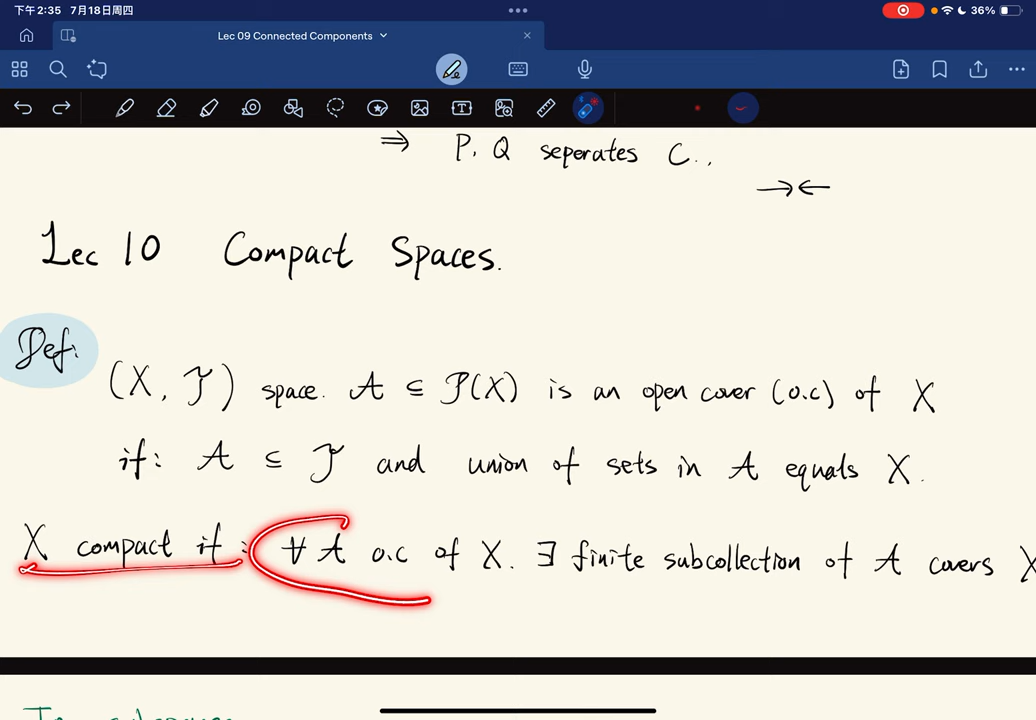 下午2:35 7月18日周四
36%
Lec 09 Connected Components
⇒ P, Q seperates C..
→←
Lec 10 Compact Spaces.
Def:
(X, 𝒯) space. 𝒜 ⊆ 𝒫(X) is an open cover (o.c) of X
if: 𝒜 ⊆ 𝒯 and union of sets in 𝒜 equals X.
X compact if: ∀ 𝒜 o.c of X. ∃ finite subcollection of 𝒜 covers X